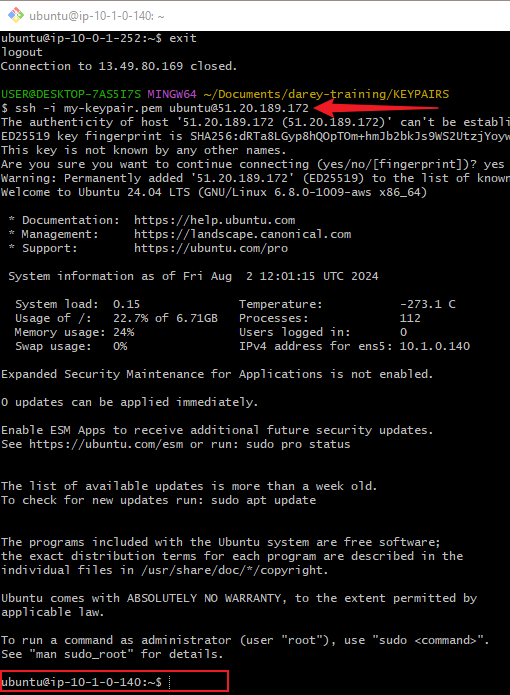 ubuntu@ip-10-1-0-140: ~
ubuntu@ip-10-0-1-252:~$ exit
logout
Connection to 13.49.80.169 closed.
USER@DESKTOP-7AS5I7S MINGW64 ~/Documents/darey-training/KEYPAIRS
$ ssh -i my-keypair.pem ubuntu@51.20.189.172
The authenticity of host '51.20.189.172 (51.20.189.172)' can't be establi
ED25519 key fingerprint is SHA256:dRTa8LGyp8hQOpTOm+hmJb2bkJs9WS2UtzjYoyw
This key is not known by any other names.
Are you sure you want to continue connecting (yes/no/[fingerprint])? yes
Warning: Permanently added '51.20.189.172' (ED25519) to the list of known
Welcome to Ubuntu 24.04 LTS (GNU/Linux 6.8.0-1009-aws x86_64)
* Documentation:  https://help.ubuntu.com
* Management:     https://landscape.canonical.com
* Support:        https://ubuntu.com/pro
System information as of Fri Aug  2 12:01:15 UTC 2024
System load:  0.15               Temperature:           -273.1 C
Usage of /:   22.7% of 6.71GB   Processes:             112
Memory usage: 24%                Users logged in:       0
Swap usage:   0%                 IPv4 address for ens5: 10.1.0.140
Expanded Security Maintenance for Applications is not enabled.
0 updates can be applied immediately.
Enable ESM Apps to receive additional future security updates.
See https://ubuntu.com/esm or run: sudo pro status
The list of available updates is more than a week old.
To check for new updates run: sudo apt update
The programs included with the Ubuntu system are free software;
the exact distribution terms for each program are described in the
individual files in /usr/share/doc/*/copyright.
Ubuntu comes with ABSOLUTELY NO WARRANTY, to the extent permitted by
applicable law.
To run a command as administrator (user "root"), use "sudo <command>".
See "man sudo_root" for details.
ubuntu@ip-10-1-0-140:~$